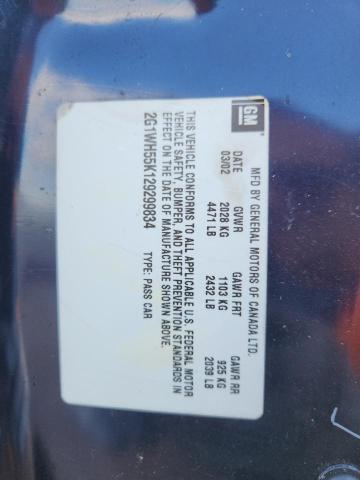 GM
MFD BY GENERAL MOTORS OF CANADA LTD.
DATE GVWR GAWR FRT GAWR RR
03/02 2028 KG 1103 KG 925 KG
4471 LB 2432 LB 2039 LB
THIS VEHICLE CONFORMS TO ALL APPLICABLE U.S. FEDERAL MOTOR
VEHICLE SAFETY, BUMPER, AND THEFT PREVENTION STANDARDS IN
EFFECT ON THE DATE OF MANUFACTURE SHOWN ABOVE.
2G1WH55K129299834 TYPE: PASS CAR